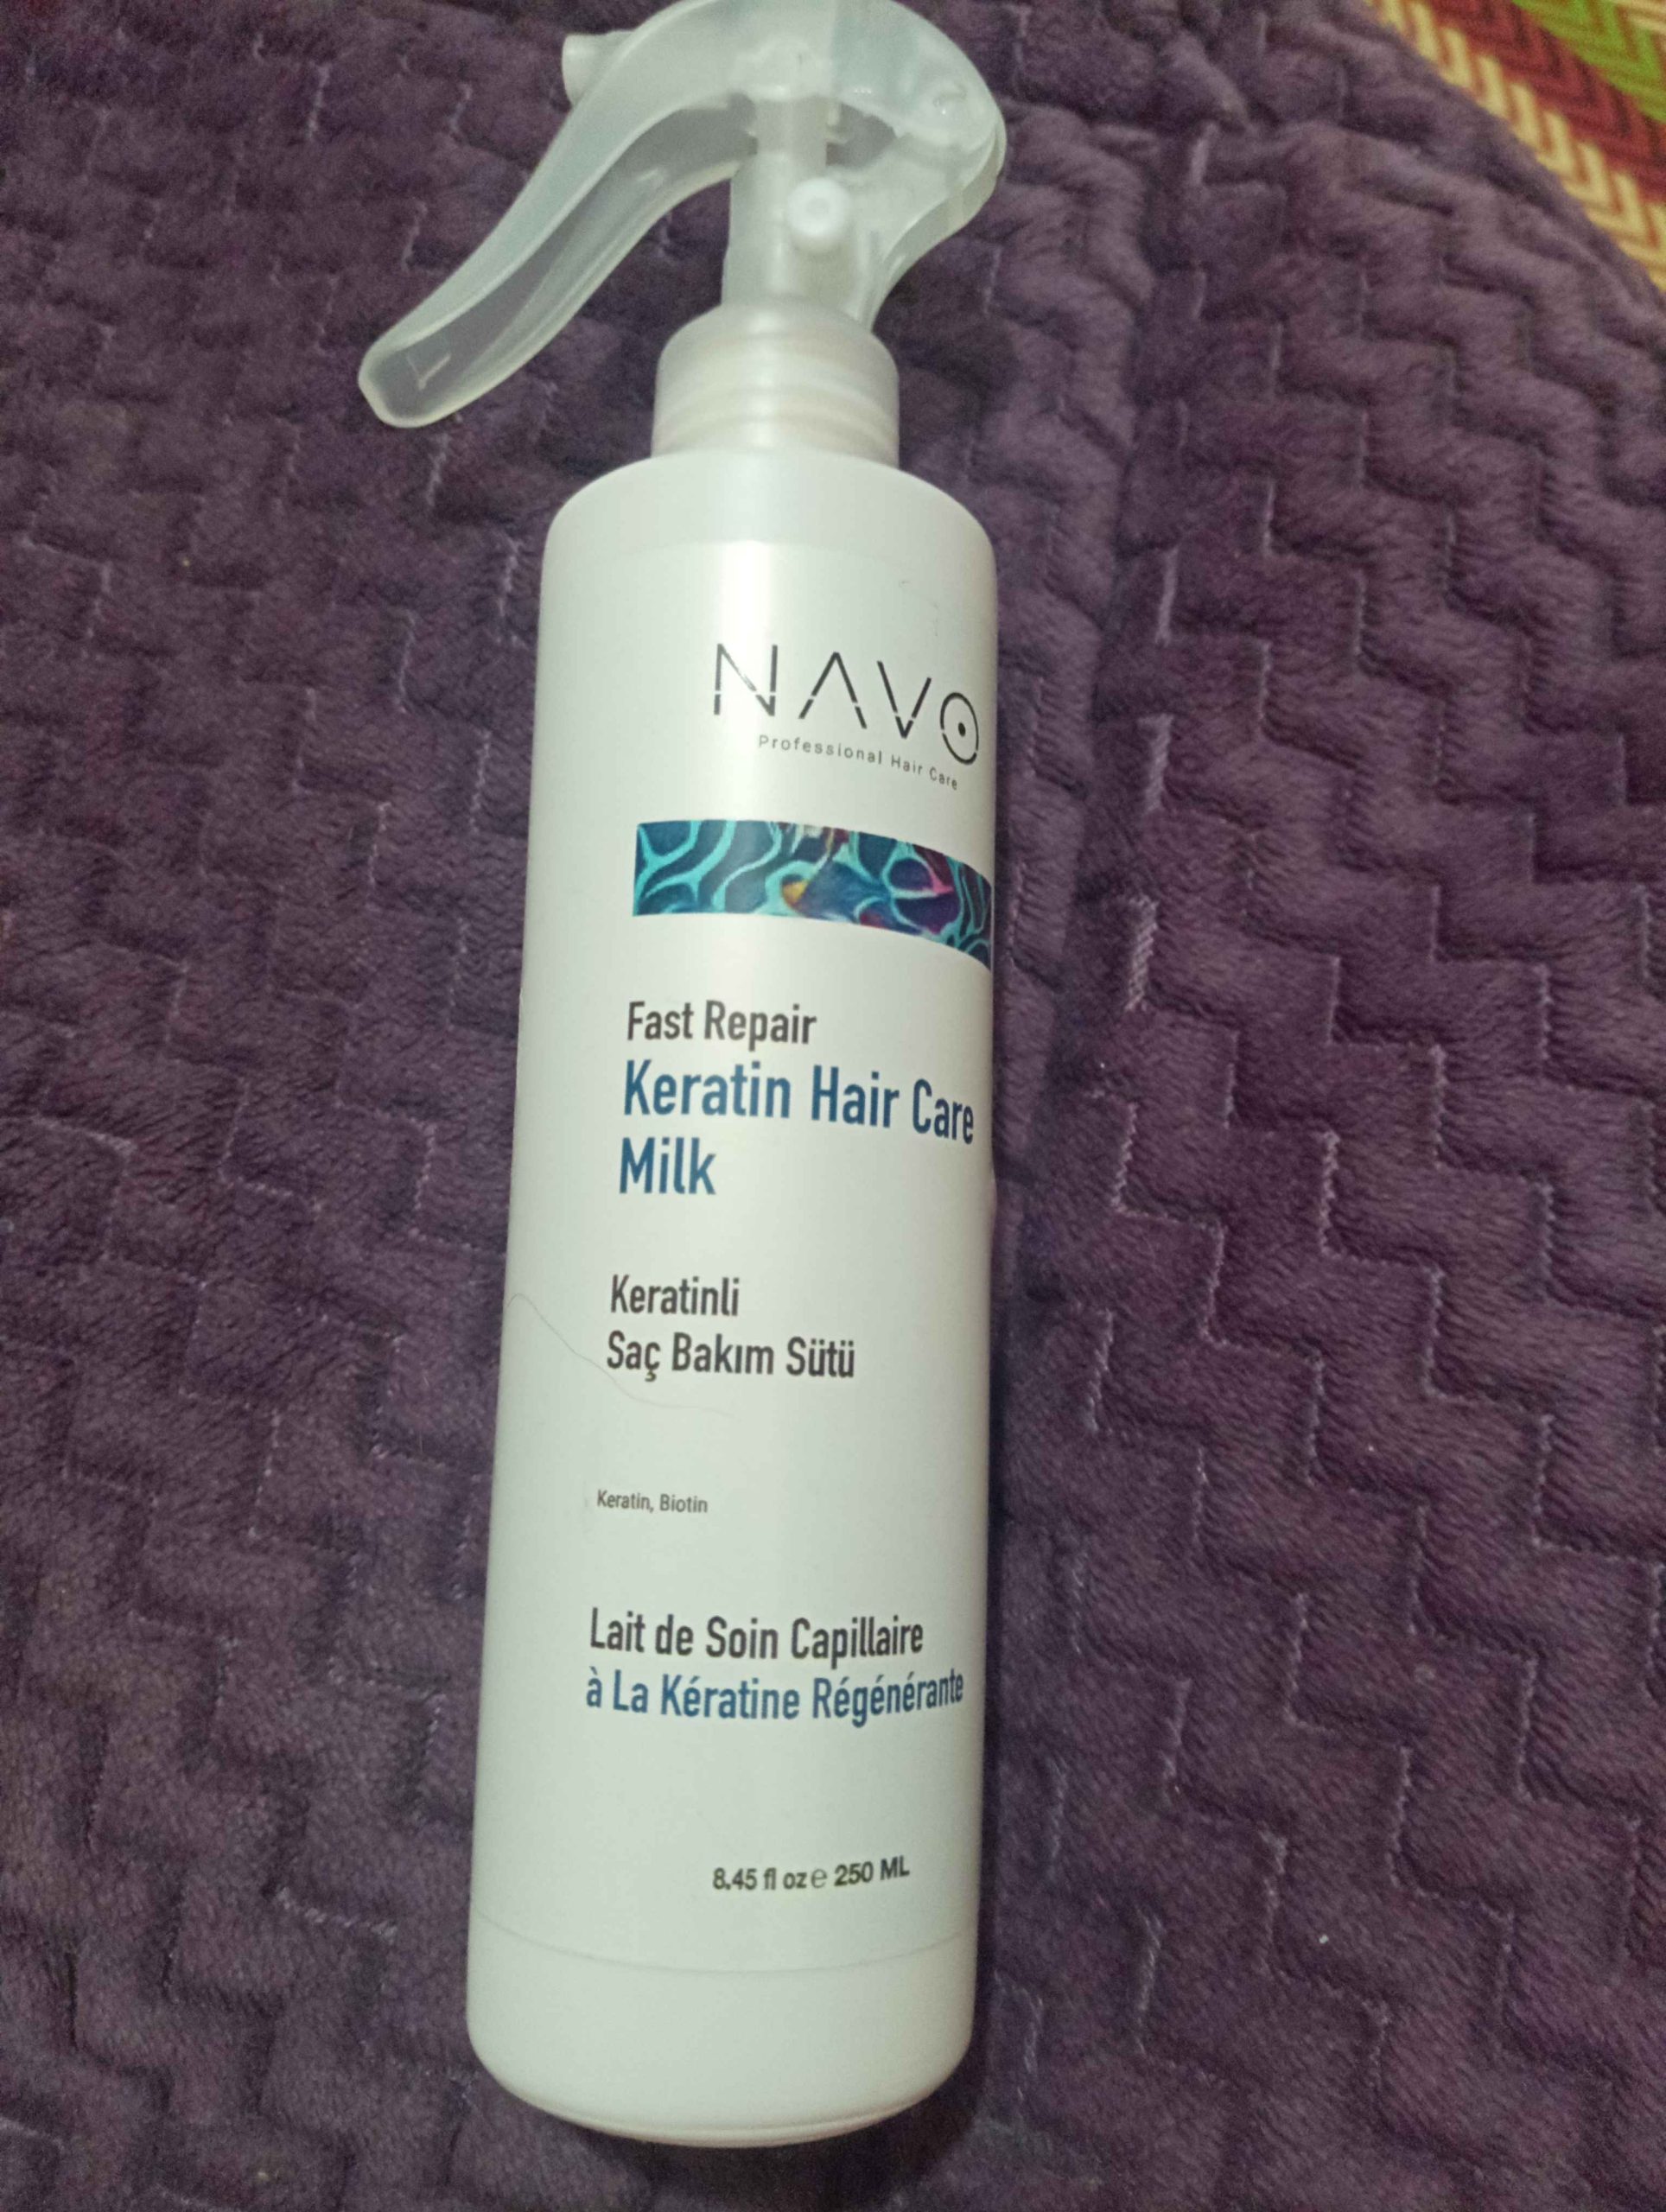 NAVO
Professional Hair Care
Fast Repair
Keratin Hair Care
Milk
Keratinli
Saç Bakım Sütü
Keratin, Biotin
Lait de Soin Capillaire
à La Kératine Régénérante
8.45 fl oz e 250 ML